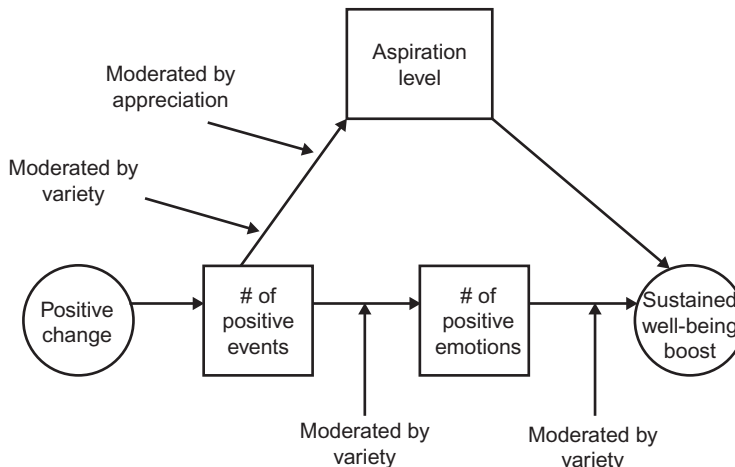 Aspiration
level
Moderated by
appreciation
Moderated by
variety
Positive
change
# of
positive
events
# of
positive
emotions
Sustained
well-being
boost
Moderated by
variety
Moderated by
variety